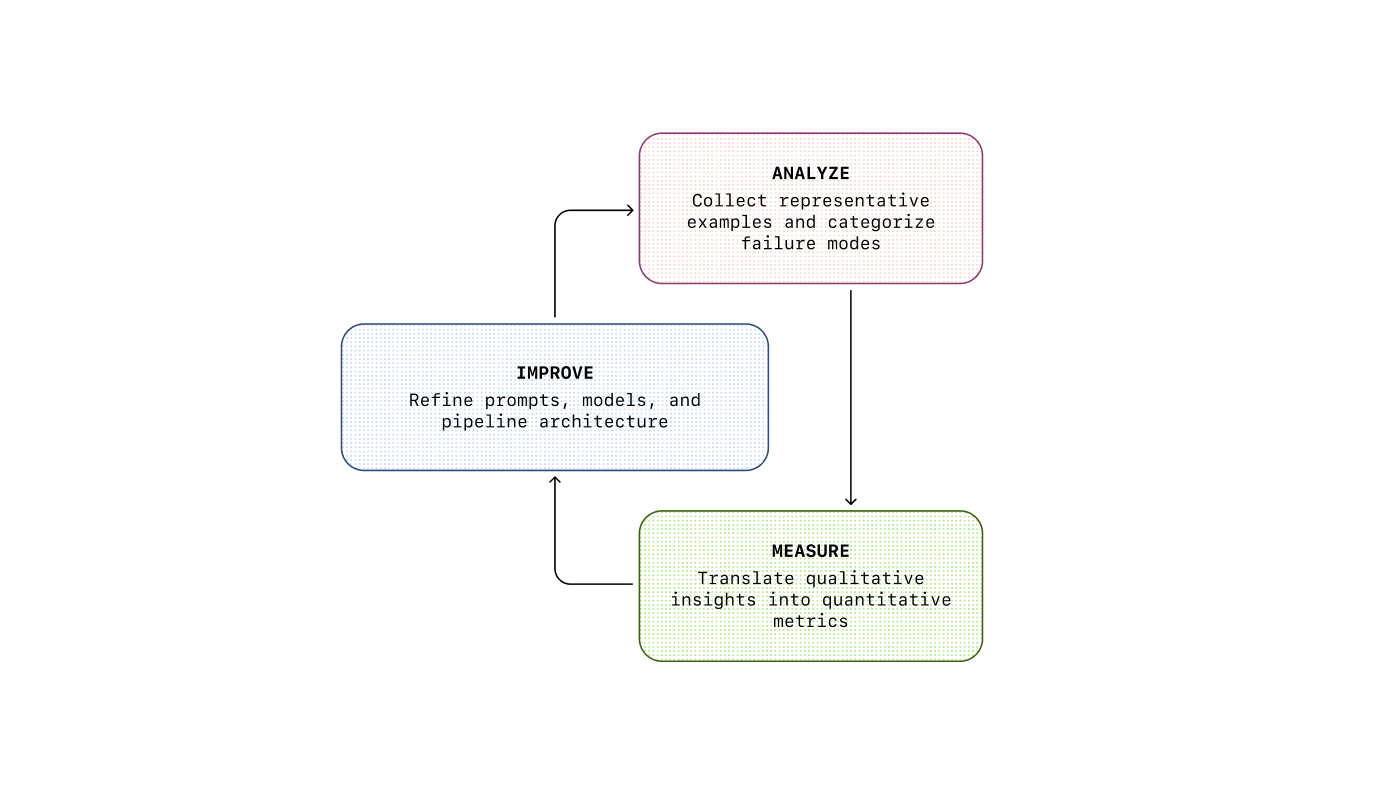 ANALYZE
Collect representative
examples and categorize
failure modes
IMPROVE
Refine prompts, models, and
pipeline architecture
MEASURE
Translate qualitative
insights into quantitative
metrics